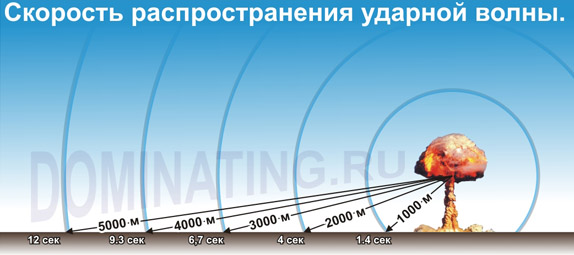 Скорость распространения ударной волны.
DOMINATING.RU
5000 м
4000 м
3000 м
2000 м
1000 м
12 сек
9.3 сек
6,7 сек
4 сек
1.4 сек